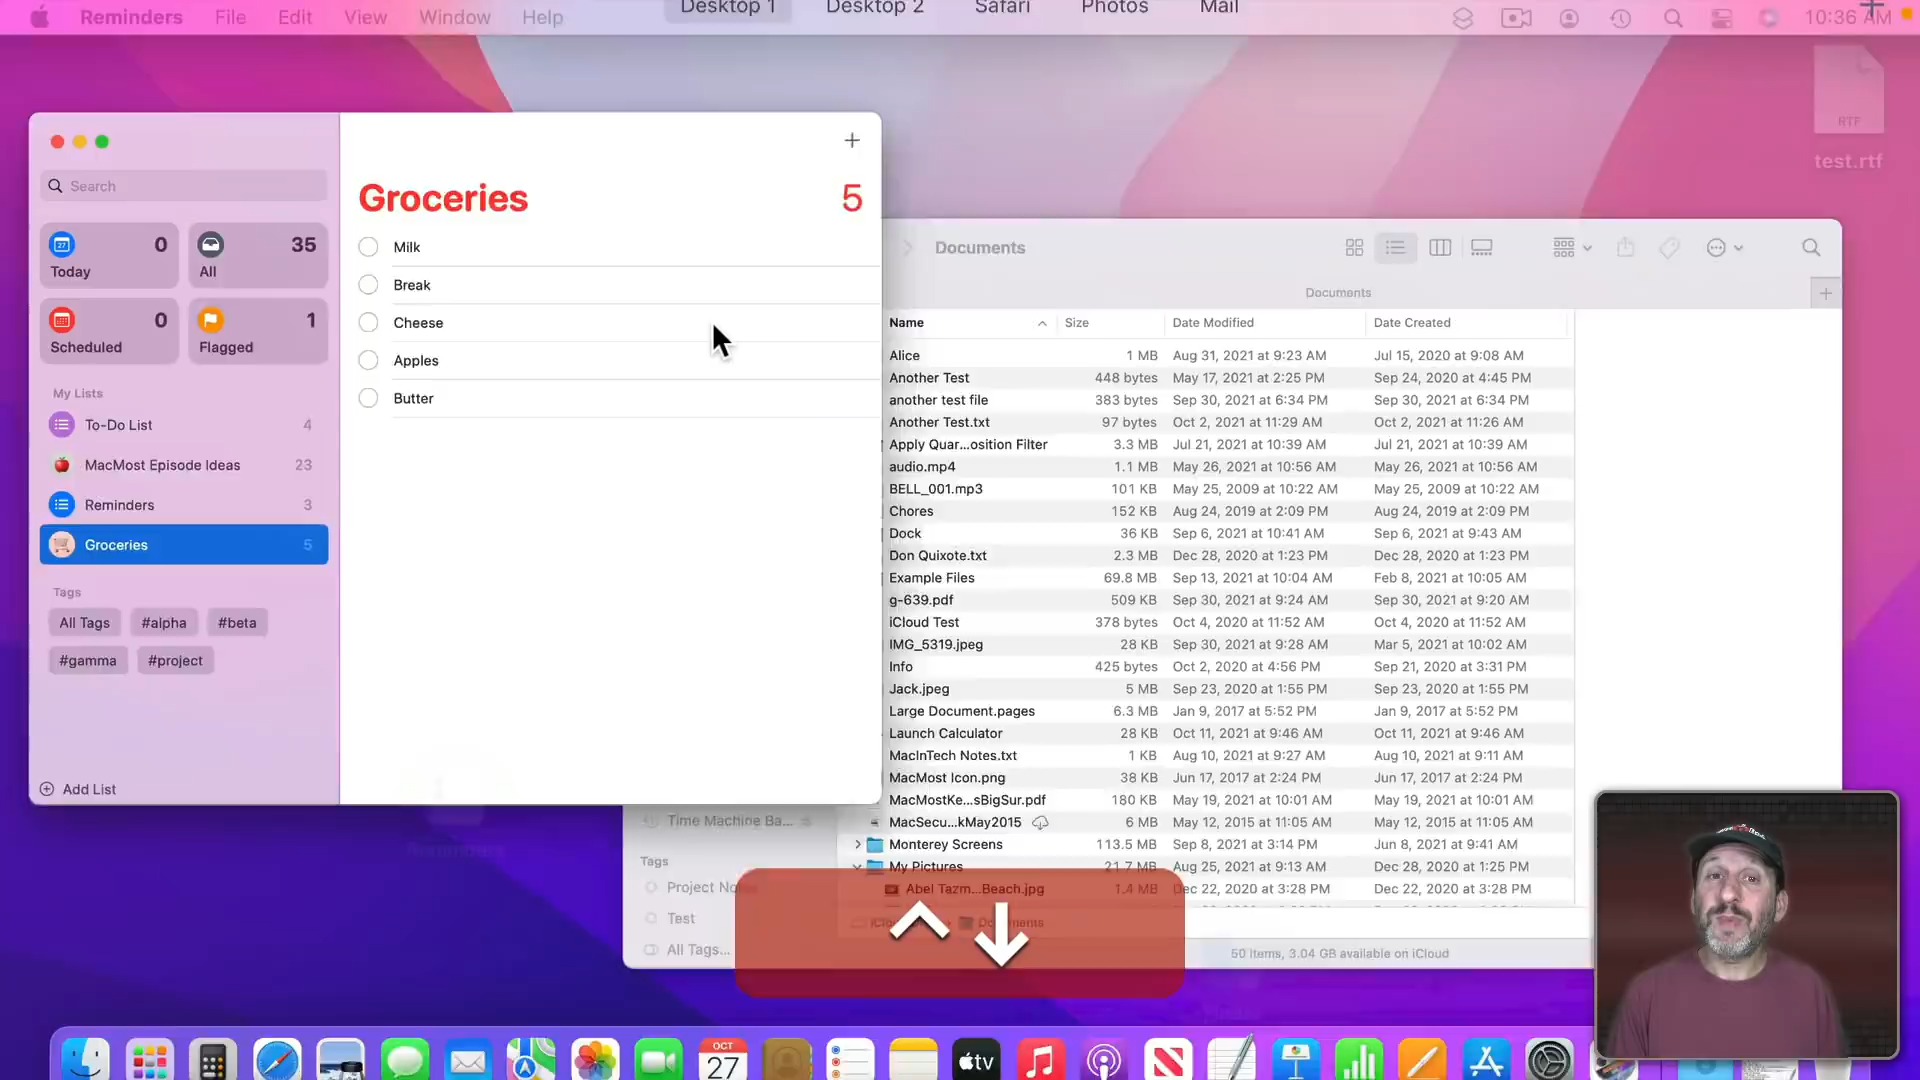 Reminders File Edit View Window Help
Desktop 1 Desktop 2 Safari Photos Mail
10:36 AM
RTF
test.rtf
Search
27
Today
0
All
35
Scheduled
0
Flagged
1
My Lists
To-Do List 4
MacMost Episode Ideas 23
Reminders 3
Groceries 5
Tags
All Tags #alpha #beta
#gamma #project
Add List
Groceries 5
Milk
Break
Cheese
Apples
Butter
Documents
Documents
Name Size Date Modified Date Created
Alice 1 MB Aug 31, 2021 at 9:23 AM Jul 15, 2020 at 9:08 AM
Another Test 448 bytes May 17, 2021 at 2:25 PM Sep 24, 2020 at 4:45 PM
another test file 383 bytes Sep 30, 2021 at 6:34 PM Sep 30, 2021 at 6:34 PM
Another Test.txt 97 bytes Oct 2, 2021 at 11:29 AM Oct 2, 2021 at 11:26 AM
Apply Quar...osition Filter 3.3 MB Jul 21, 2021 at 10:39 AM Jul 21, 2021 at 10:39 AM
audio.mp4 1.1 MB May 26, 2021 at 10:56 AM May 26, 2021 at 10:56 AM
BELL_001.mp3 101 KB May 25, 2009 at 10:22 AM May 25, 2009 at 10:22 AM
Chores 152 KB Aug 24, 2019 at 2:09 PM Aug 24, 2019 at 2:09 PM
Dock 36 KB Sep 6, 2021 at 10:41 AM Sep 6, 2021 at 9:43 AM
Don Quixote.txt 2.3 MB Dec 28, 2020 at 1:23 PM Dec 28, 2020 at 1:23 PM
Example Files 69.8 MB Sep 13, 2021 at 10:04 AM Feb 8, 2021 at 10:05 AM
g-639.pdf 509 KB Sep 30, 2021 at 9:24 AM Sep 30, 2021 at 9:20 AM
iCloud Test 378 bytes Oct 4, 2021 at 11:52 AM Oct 4, 2021 at 11:52 AM
IMG_5319.jpeg 28 KB Sep 30, 2021 at 9:28 AM Mar 5, 2021 at 10:02 AM
Info 425 bytes Oct 2, 2020 at 4:56 PM Sep 21, 2020 at 3:31 PM
Jack.jpeg 5 MB Sep 23, 2020 at 1:55 PM Sep 23, 2020 at 1:55 PM
Large Document.pages 6.3 MB Jan 9, 2017 at 5:52 PM Jan 9, 2017 at 5:52 PM
Launch Calculator 28 KB Oct 11, 2021 at 9:46 AM Oct 11, 2021 at 9:46 AM
MacInTech Notes.txt 1 KB Aug 10, 2021 at 9:27 AM Aug 10, 2021 at 9:11 AM
MacMost Icon.png 38 KB Jun 17, 2017 at 2:24 PM Jun 17, 2017 at 2:24 PM
MacMostKe...sBigSur.pdf 180 KB May 19, 2021 at 10:01 AM May 19, 2021 at 10:01 AM
MacSecu...kMay2015 6 MB May 12, 2015 at 11:05 AM May 12, 2015 at 11:05 AM
Monterey Screens 113.5 MB Sep 8, 2021 at 3:14 PM Jun 8, 2021 at 9:41 AM
My Pictures 21.7 MB Aug 25, 2021 at 9:13 AM Dec 28, 2020 at 1:25 PM
Abel Tazm...Beach.jpg 1.4 MB Dec 22, 2020 at 3:28 PM Dec 22, 2020 at 3:28 PM
Time Machine Ba...
Tags
Project
Test
All Tags...
50 items, 3.04 GB available on iCloud
OCT
27
tv